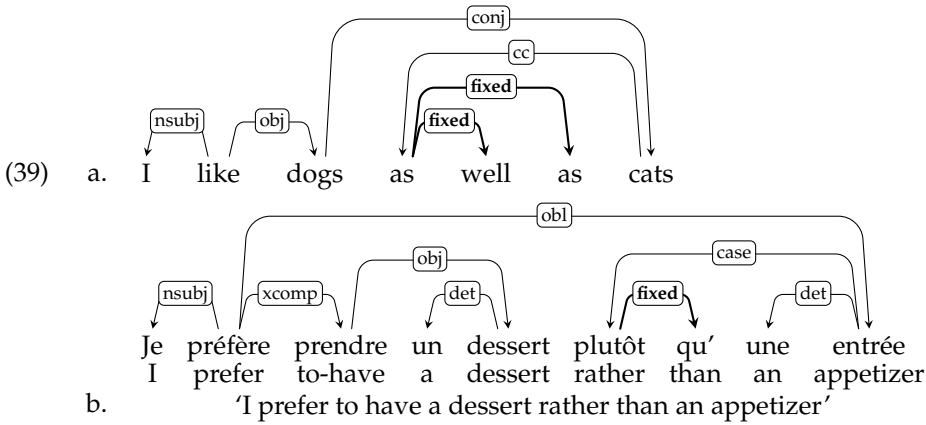 conj
cc
fixed
nsubj obj fixed
(39) a. I like dogs as well as cats
obl
case
obj
nsubj xcomp det fixed det
Je préfère prendre un dessert plutôt qu' une entrée
I prefer to-have a dessert rather than an appetizer
b. 'I prefer to have a dessert rather than an appetizer'